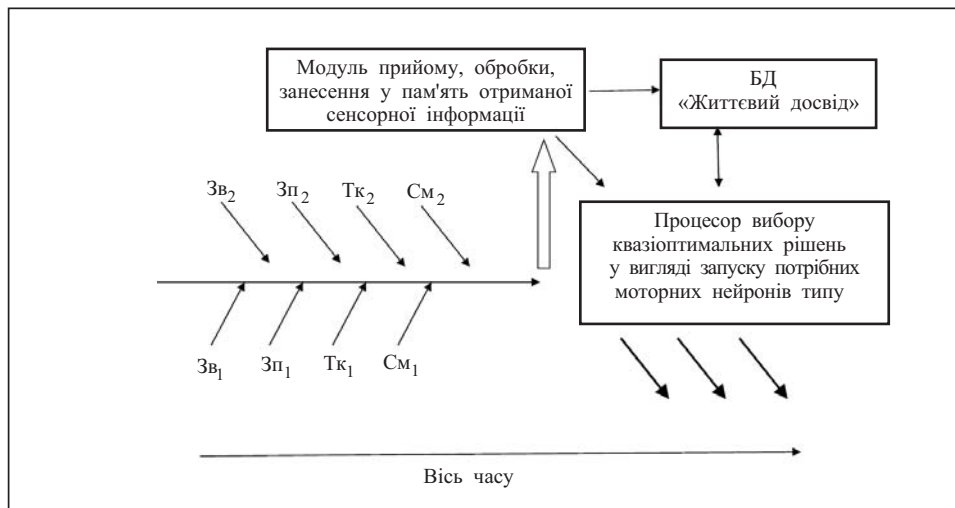 Модуль прийому, обробки,
занесення у пам'ять отриманої
сенсорної інформації
БД
«Життєвий досвід»
Зв₂
Зп₂
Тк₂
См₂
Процесор вибору
квазіоптимальних рішень
у вигляді запуску потрібних
моторних нейронів типу
Зв₁
Зп₁
Тк₁
См₁
Вісь часу